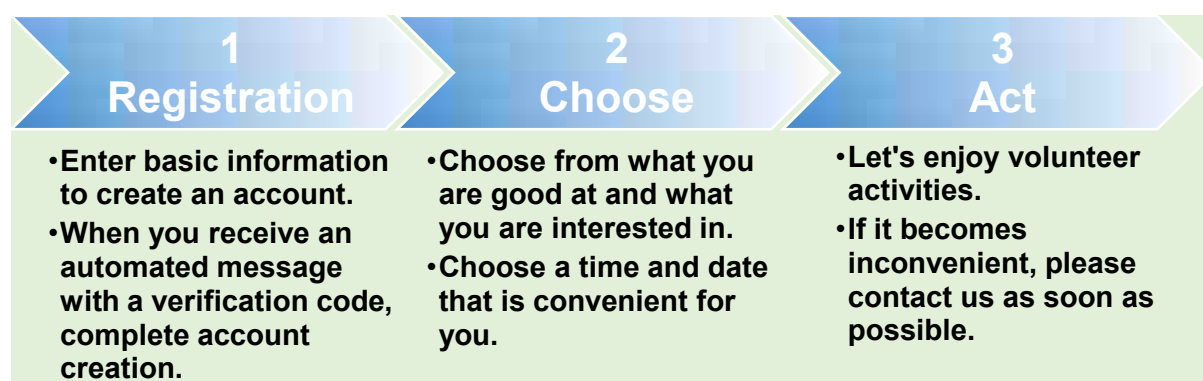 1
Registration
•Enter basic information
to create an account.
•When you receive an
automated message
with a verification code,
complete account
creation.
2
Choose
•Choose from what you
are good at and what
you are interested in.
•Choose a time and date
that is convenient for
you.
3
Act
•Let's enjoy volunteer
activities.
•If it becomes
inconvenient, please
contact us as soon as
possible.